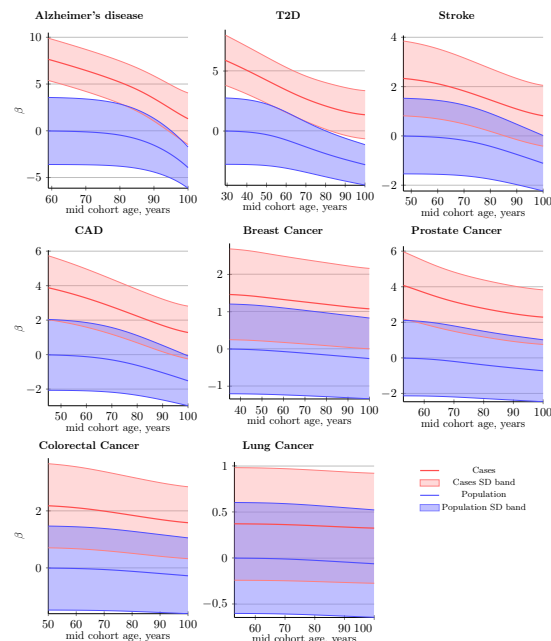 Alzheimer's disease
T2D
Stroke
10
5
0
−5
β
60 70 80 90 100
mid cohort age, years
5
0
30 40 50 60 70 80 90 100
mid cohort age, years
4
2
0
−2
50 60 70 80 90 100
mid cohort age, years
CAD
Breast Cancer
Prostate Cancer
6
4
2
0
−2
β
50 60 70 80 90 100
mid cohort age, years
2
1
0
−1
40 50 60 70 80 90 100
mid cohort age, years
6
4
2
0
−2
60 70 80 90 100
mid cohort age, years
Colorectal Cancer
Lung Cancer
2
0
β
50 60 70 80 90 100
mid cohort age, years
1
0.5
0
−0.5
60 70 80 90 100
mid cohort age, years
Cases
Cases SD band
Population
Population SD band